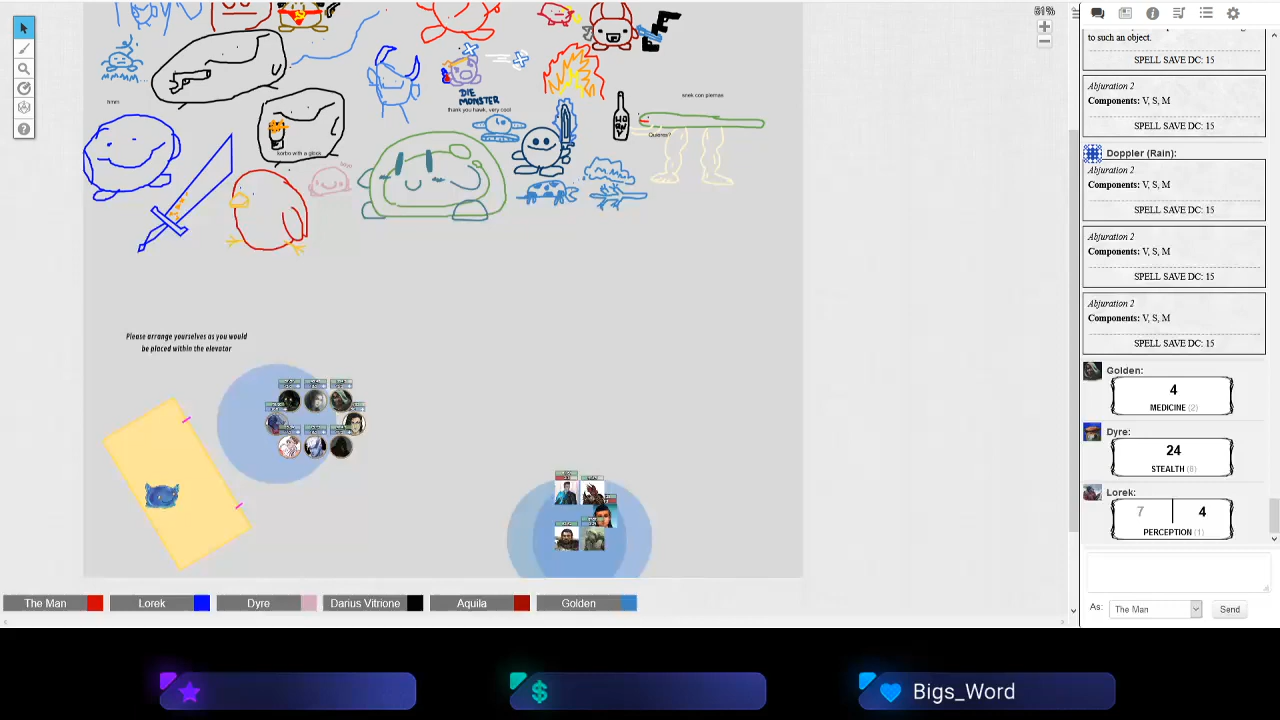 61%
to such an object.
SPELL SAVE DC: 15
Abjuration 2
Components: V, S, M
SPELL SAVE DC: 15
Doppler (Rain):
Abjuration 2
Components: V, S, M
SPELL SAVE DC: 15
Abjuration 2
Components: V, S, M
SPELL SAVE DC: 15
Abjuration 2
Components: V, S, M
SPELL SAVE DC: 15
Golden:
4
MEDICINE (2)
Dyre:
24
STEALTH (8)
Lorek:
7 4
PERCEPTION (1)
As: The Man Send
hmm
DIE
MONSTER
thank you hawk, very cool
HO
RN
Y
snek con piernas
korbo with a glock
Please arrange yourselves as you would
be placed within the elevator
The Man Lorek Dyre Darius Vitrione Aquila Golden
$
Bigs_Word